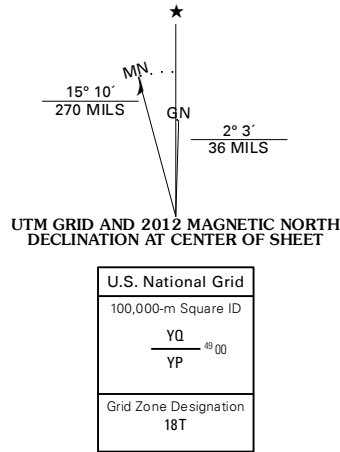 ★
MN
15° 10´
270 MILS
GN
2° 3´
36 MILS
UTM GRID AND 2012 MAGNETIC NORTH
DECLINATION AT CENTER OF SHEET
U.S. National Grid
100,000-m Square ID
YQ
YP
49 00
Grid Zone Designation
18T